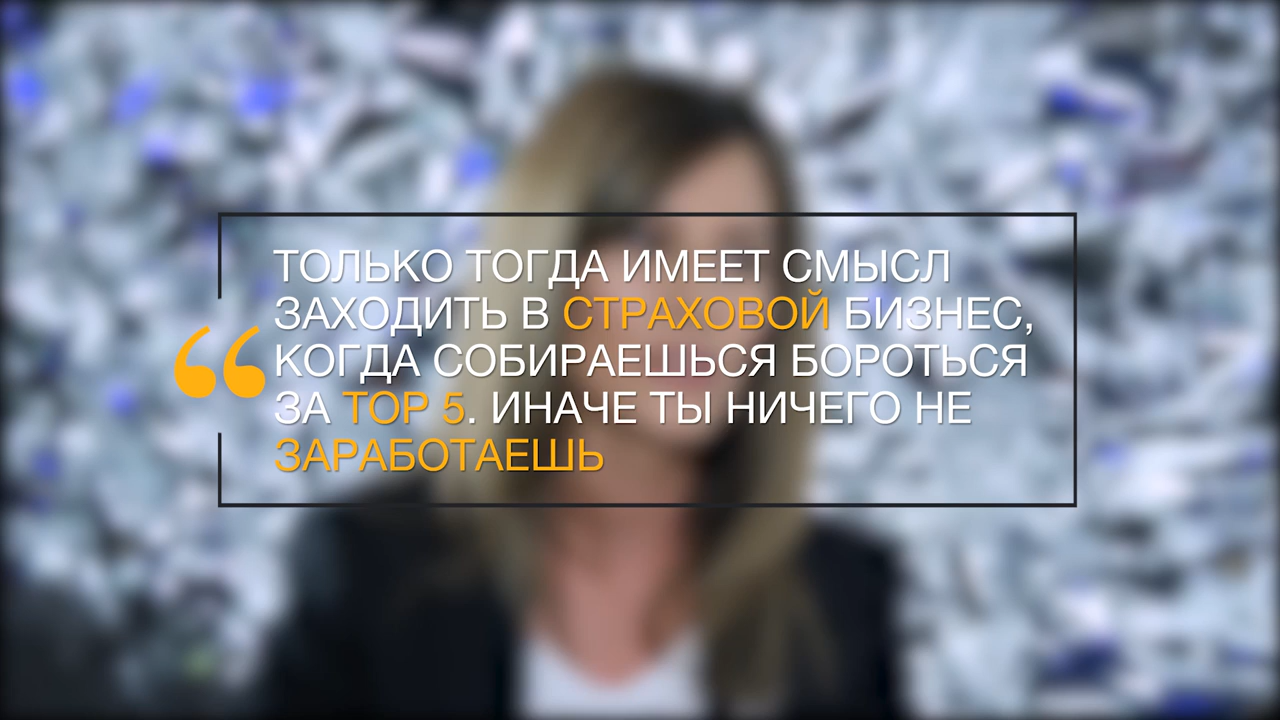 ТОЛЬКО ТОГДА ИМЕЕТ СМЫСЛ
ЗАХОДИТЬ В СТРАХОВОЙ БИЗНЕС,
КОГДА СОБИРАЕШЬСЯ БОРОТЬСЯ
ЗА TOP 5. ИНАЧЕ ТЫ НИЧЕГО НЕ
ЗАРАБОТАЕШЬ